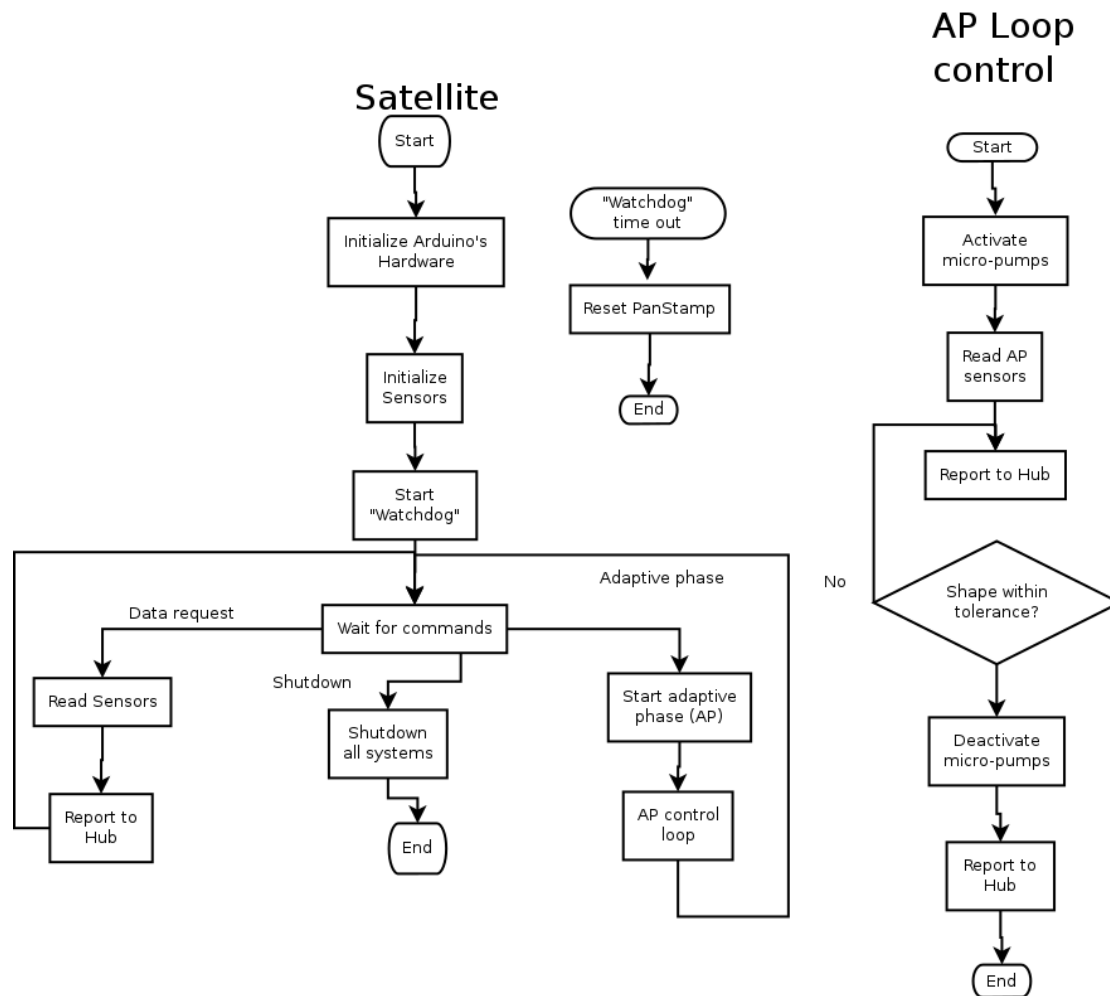 Satellite
Start
Initialize Arduino's
Hardware
Initialize
Sensors
Start
"Watchdog"
Wait for commands
Data request
Read Sensors
Report to
Hub
Shutdown
Shutdown
all systems
End
Adaptive phase
Start adaptive
phase (AP)
AP control
loop
"Watchdog"
time out
Reset PanStamp
End
AP Loop
control
Start
Activate
micro-pumps
Read AP
sensors
Report to Hub
No
Shape within
tolerance?
Deactivate
micro-pumps
Report to
Hub
End